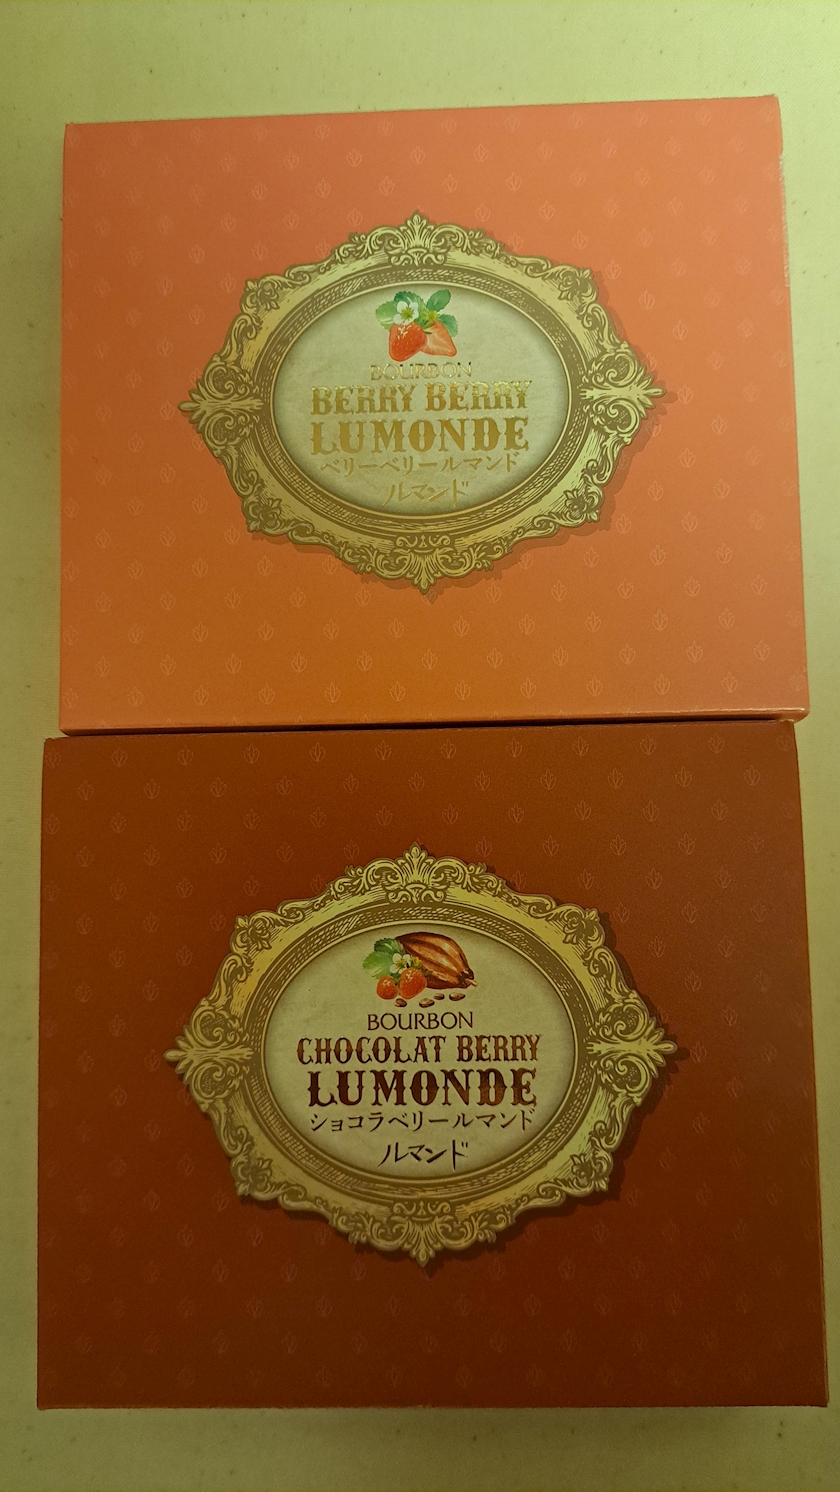 BOURBON
BERRY BERRY
LUMONDE
ベリーベリールマンド
ルマンド
BOURBON
CHOCOLAT BERRY
LUMONDE
ショコラベリールマンド
ルマンド